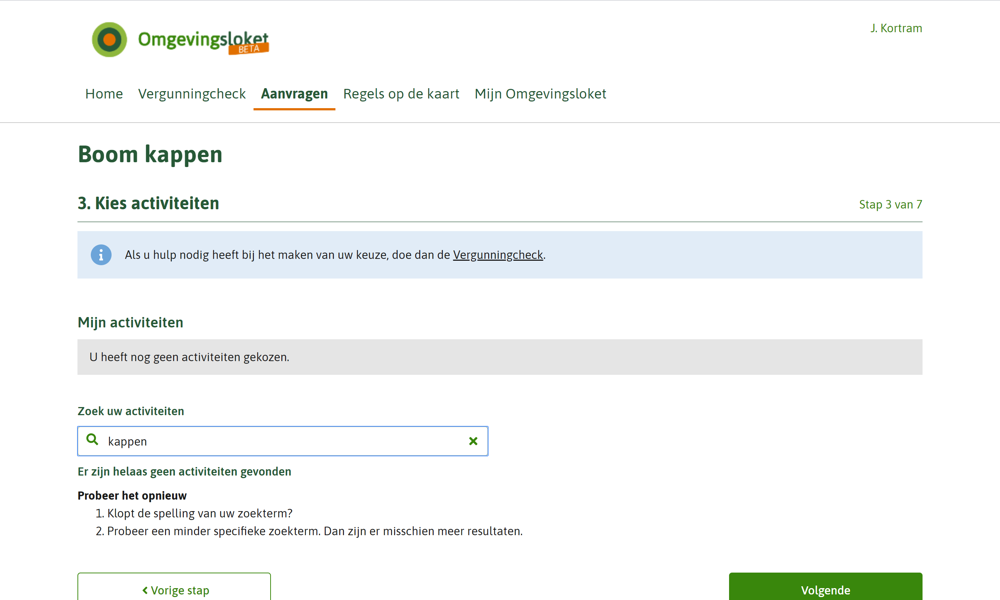 Omgevingsloket
BETA
J. Kortram
Home Vergunningcheck Aanvragen Regels op de kaart Mijn Omgevingsloket
Boom kappen
3. Kies activiteiten
Stap 3 van 7
Als u hulp nodig heeft bij het maken van uw keuze, doe dan de Vergunningcheck.
Mijn activiteiten
U heeft nog geen activiteiten gekozen.
Zoek uw activiteiten
kappen
Er zijn helaas geen activiteiten gevonden
Probeer het opnieuw
1. Klopt de spelling van uw zoekterm?
2. Probeer een minder specifieke zoekterm. Dan zijn er misschien meer resultaten.
Vorige stap
Volgende